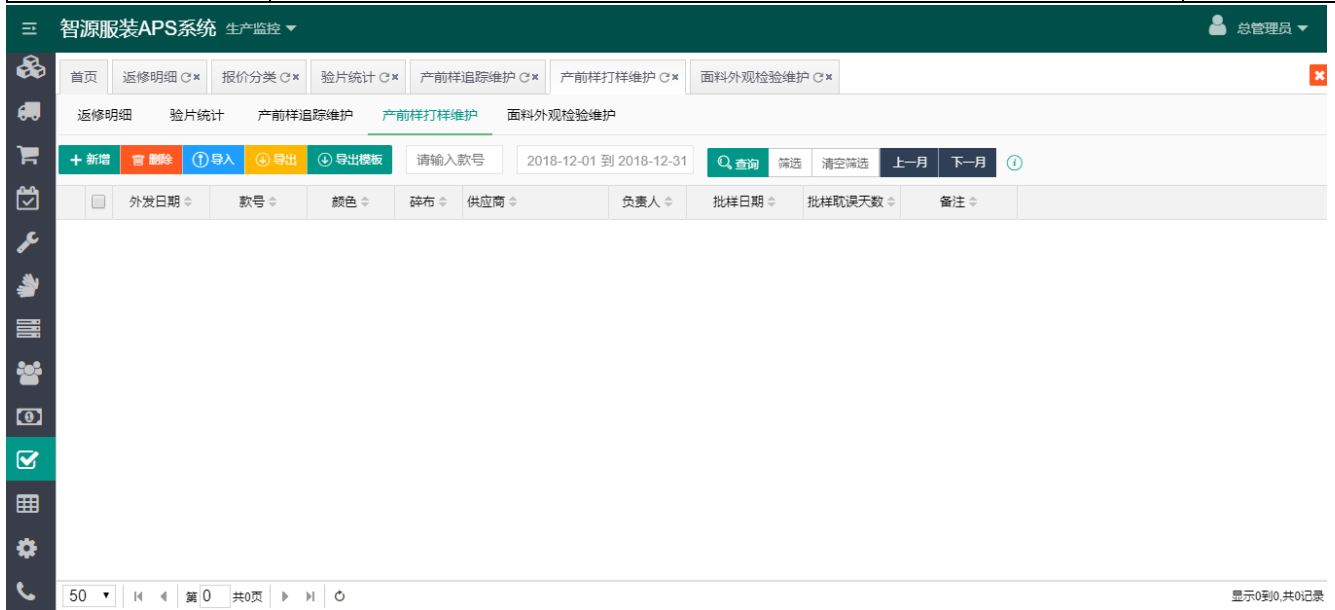 智源服装APS系统 生产监控 总管理员
首页 返修明细 报价分类 验片统计 产前样追踪维护 产前样打样维护 面料外观检验维护
返修明细 验片统计 产前样追踪维护 产前样打样维护 面料外观检验维护
新增 删除 导入 导出 导出模板 请输入款号 2018-12-01 到 2018-12-31 查询 筛选 清空筛选 上一月 下一月
外发日期 款号 颜色 碎布 供应商 负责人 批样日期 批样耽误天数 备注
50 第 0 共0页 显示0到0,共0记录